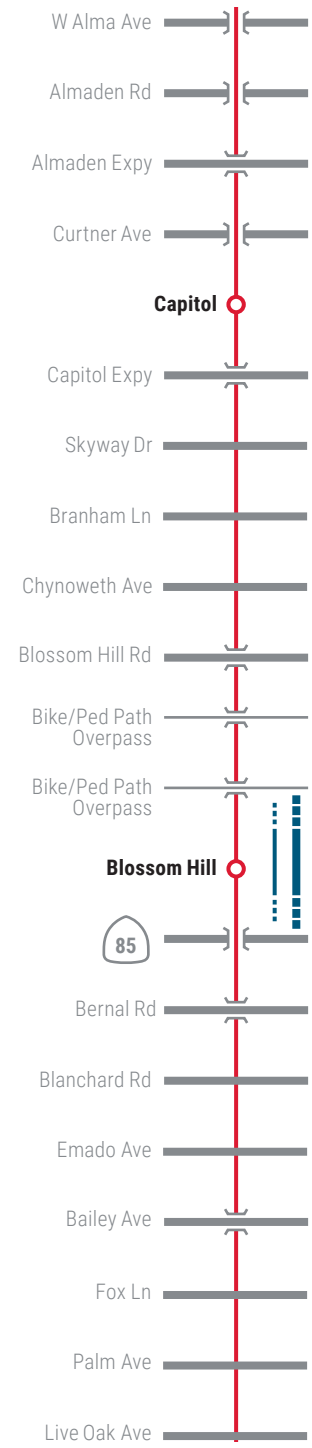 W Alma Ave
Almaden Rd
Almaden Expy
Curtner Ave
Capitol
Capitol Expy
Skyway Dr
Branham Ln
Chynoweth Ave
Blossom Hill Rd
Bike/Ped Path
Overpass
Bike/Ped Path
Overpass
Blossom Hill
85
Bernal Rd
Blanchard Rd
Emado Ave
Bailey Ave
Fox Ln
Palm Ave
Live Oak Ave